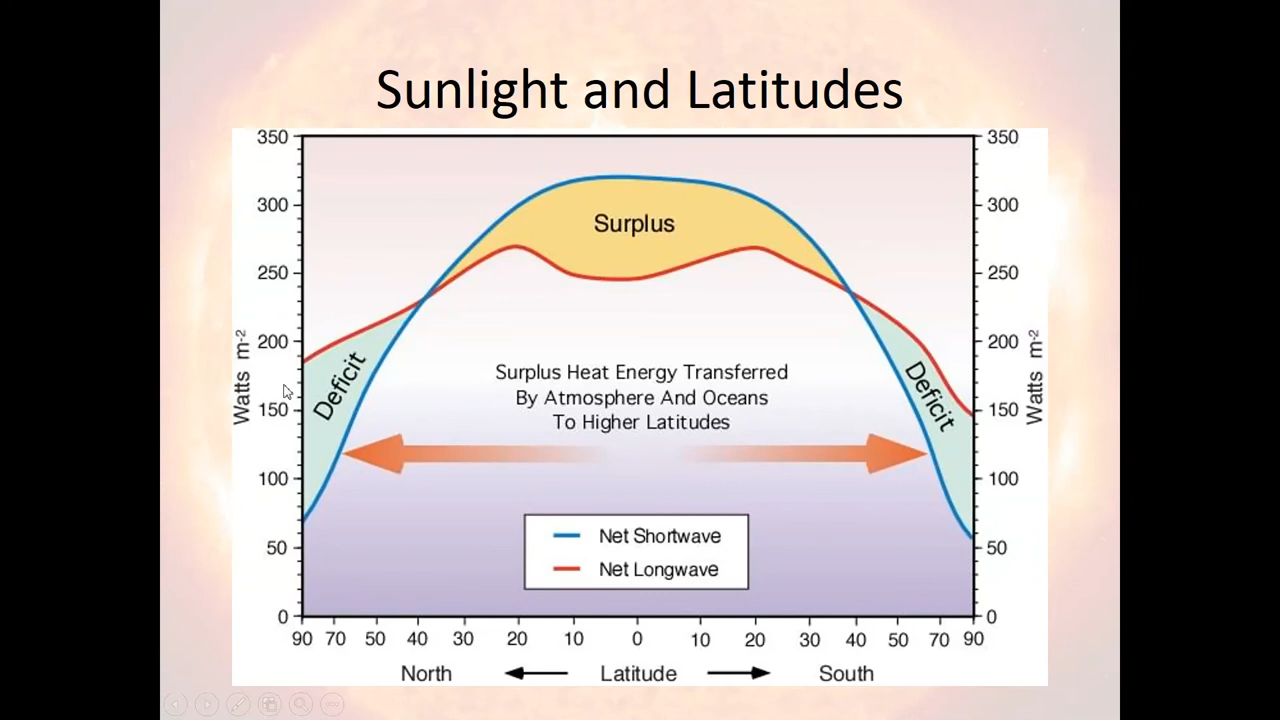 Sunlight and Latitudes
350
300
250
200
150
100
50
0
Watts m-2
350
300
250
200
150
100
50
0
Watts m-2
Surplus
Deficit
Deficit
Surplus Heat Energy Transferred
By Atmosphere And Oceans
To Higher Latitudes
Net Shortwave
Net Longwave
90 70 50 40 30 20 10 0 10 20 30 40 50 70 90
North Latitude South